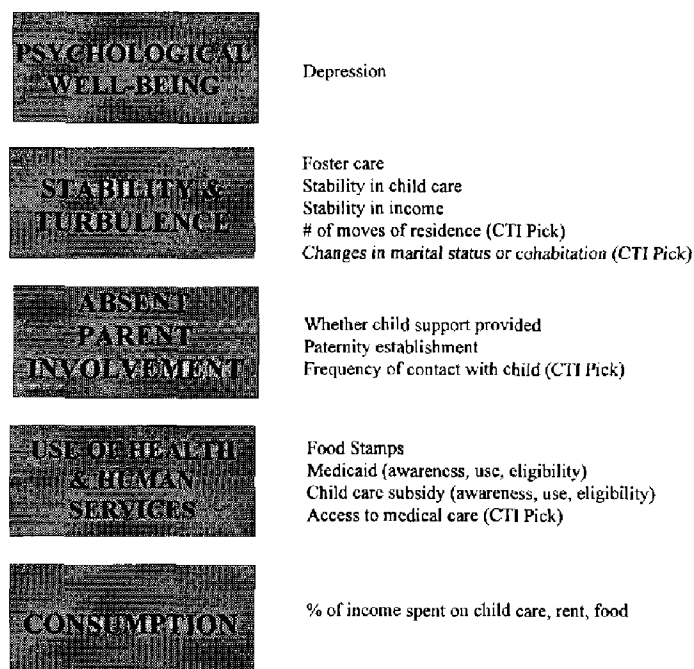 PSYCHOLOGICAL
WELL-BEING
Depression
STABILITY &
TURBULENCE
Foster care
Stability in child care
Stability in income
# of moves of residence (CTI Pick)
Changes in marital status or cohabitation (CTI Pick)
ABSENT
PARENT
INVOLVEMENT
Whether child support provided
Paternity establishment
Frequency of contact with child (CTI Pick)
USE OF HEALTH
& HUMAN
SERVICES
Food Stamps
Medicaid (awareness, use, eligibility)
Child care subsidy (awareness, use, eligibility)
Access to medical care (CTI Pick)
CONSUMPTION
% of income spent on child care, rent, food